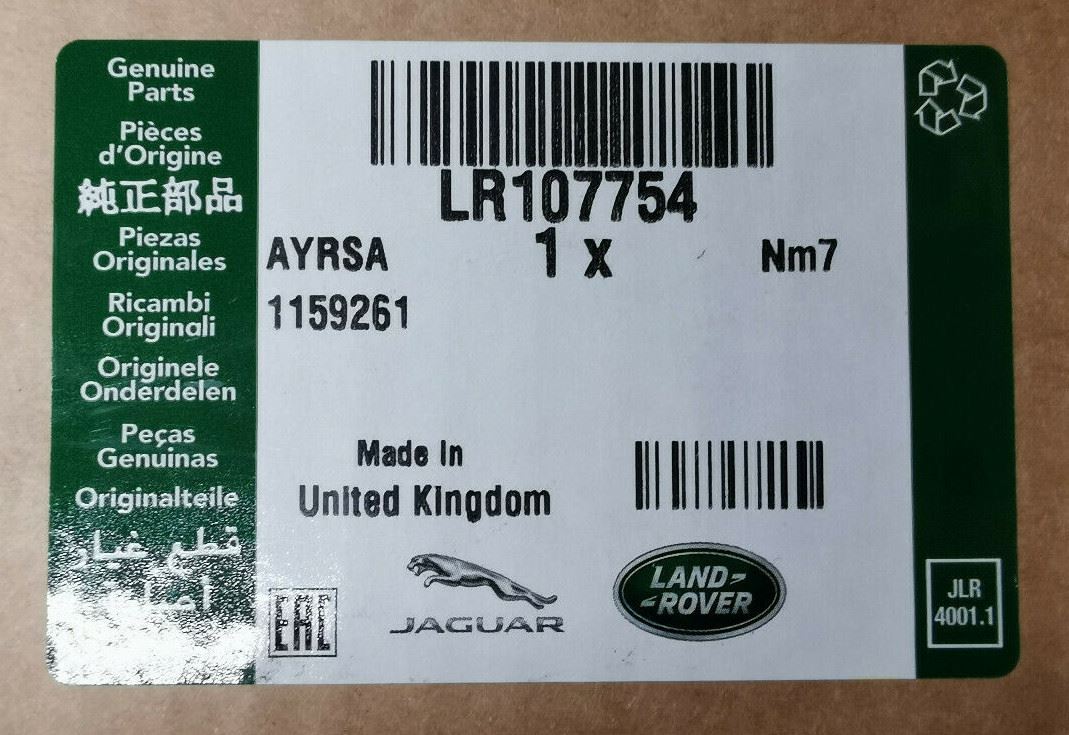 Genuine
Parts
Pièces
d'Origine
純正部品
Piezas
Originales
Ricambi
Originali
Originele
Onderdelen
Peças
Genuinas
Originalteile
قطع غيار
LR107754
AYRSA
1 x
Nm7
1159261
Made In
United Kingdom
EAC
JAGUAR
LAND-
-ROVER
JLR
4001.1